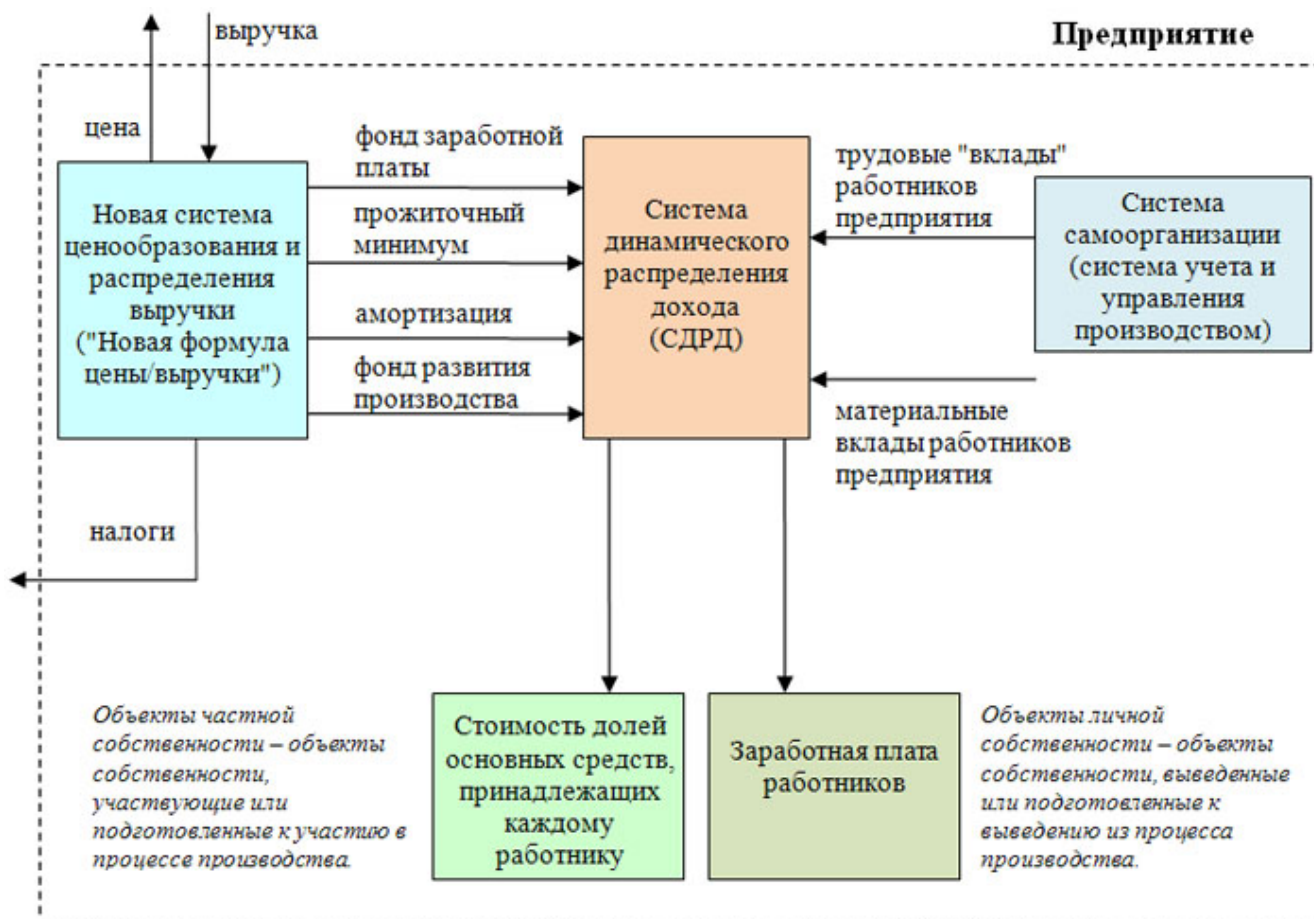 выручка
Предприятие
цена
Новая система
ценообразования и
распределения
выручки
("Новая формула
цены/выручки")
фонд заработной
платы
прожиточный
минимум
амортизация
фонд развития
производства
Система
динамического
распределения
дохода
(СДРД)
трудовые "вклады"
работников
предприятия
Система
самоорганизации
(система учета и
управления
производством)
материальные
вклады работников
предприятия
налоги
Объекты частной
собственности – объекты
собственности,
участвующие или
подготовленные к участию в
процессе производства.
Стоимость долей
основных средств,
принадлежащих
каждому
работнику
Заработная плата
работников
Объекты личной
собственности – объекты
собственности, выведенные
или подготовленные к
выведению из процесса
производства.